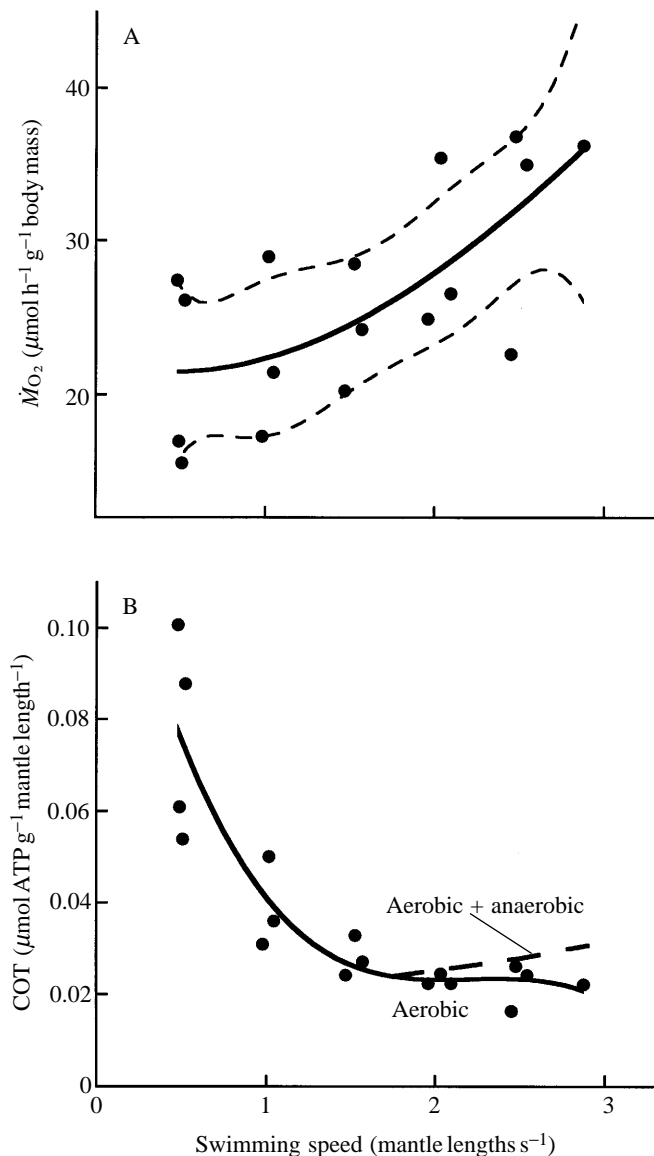 A
40
30
20
ṀO₂ (μmol h⁻¹ g⁻¹ body mass)
B
0.10
0.08
0.06
0.04
0.02
0
COT (μmol ATP g⁻¹ mantle length⁻¹)
Aerobic + anaerobic
Aerobic
0 1 2 3
Swimming speed (mantle lengths s⁻¹)